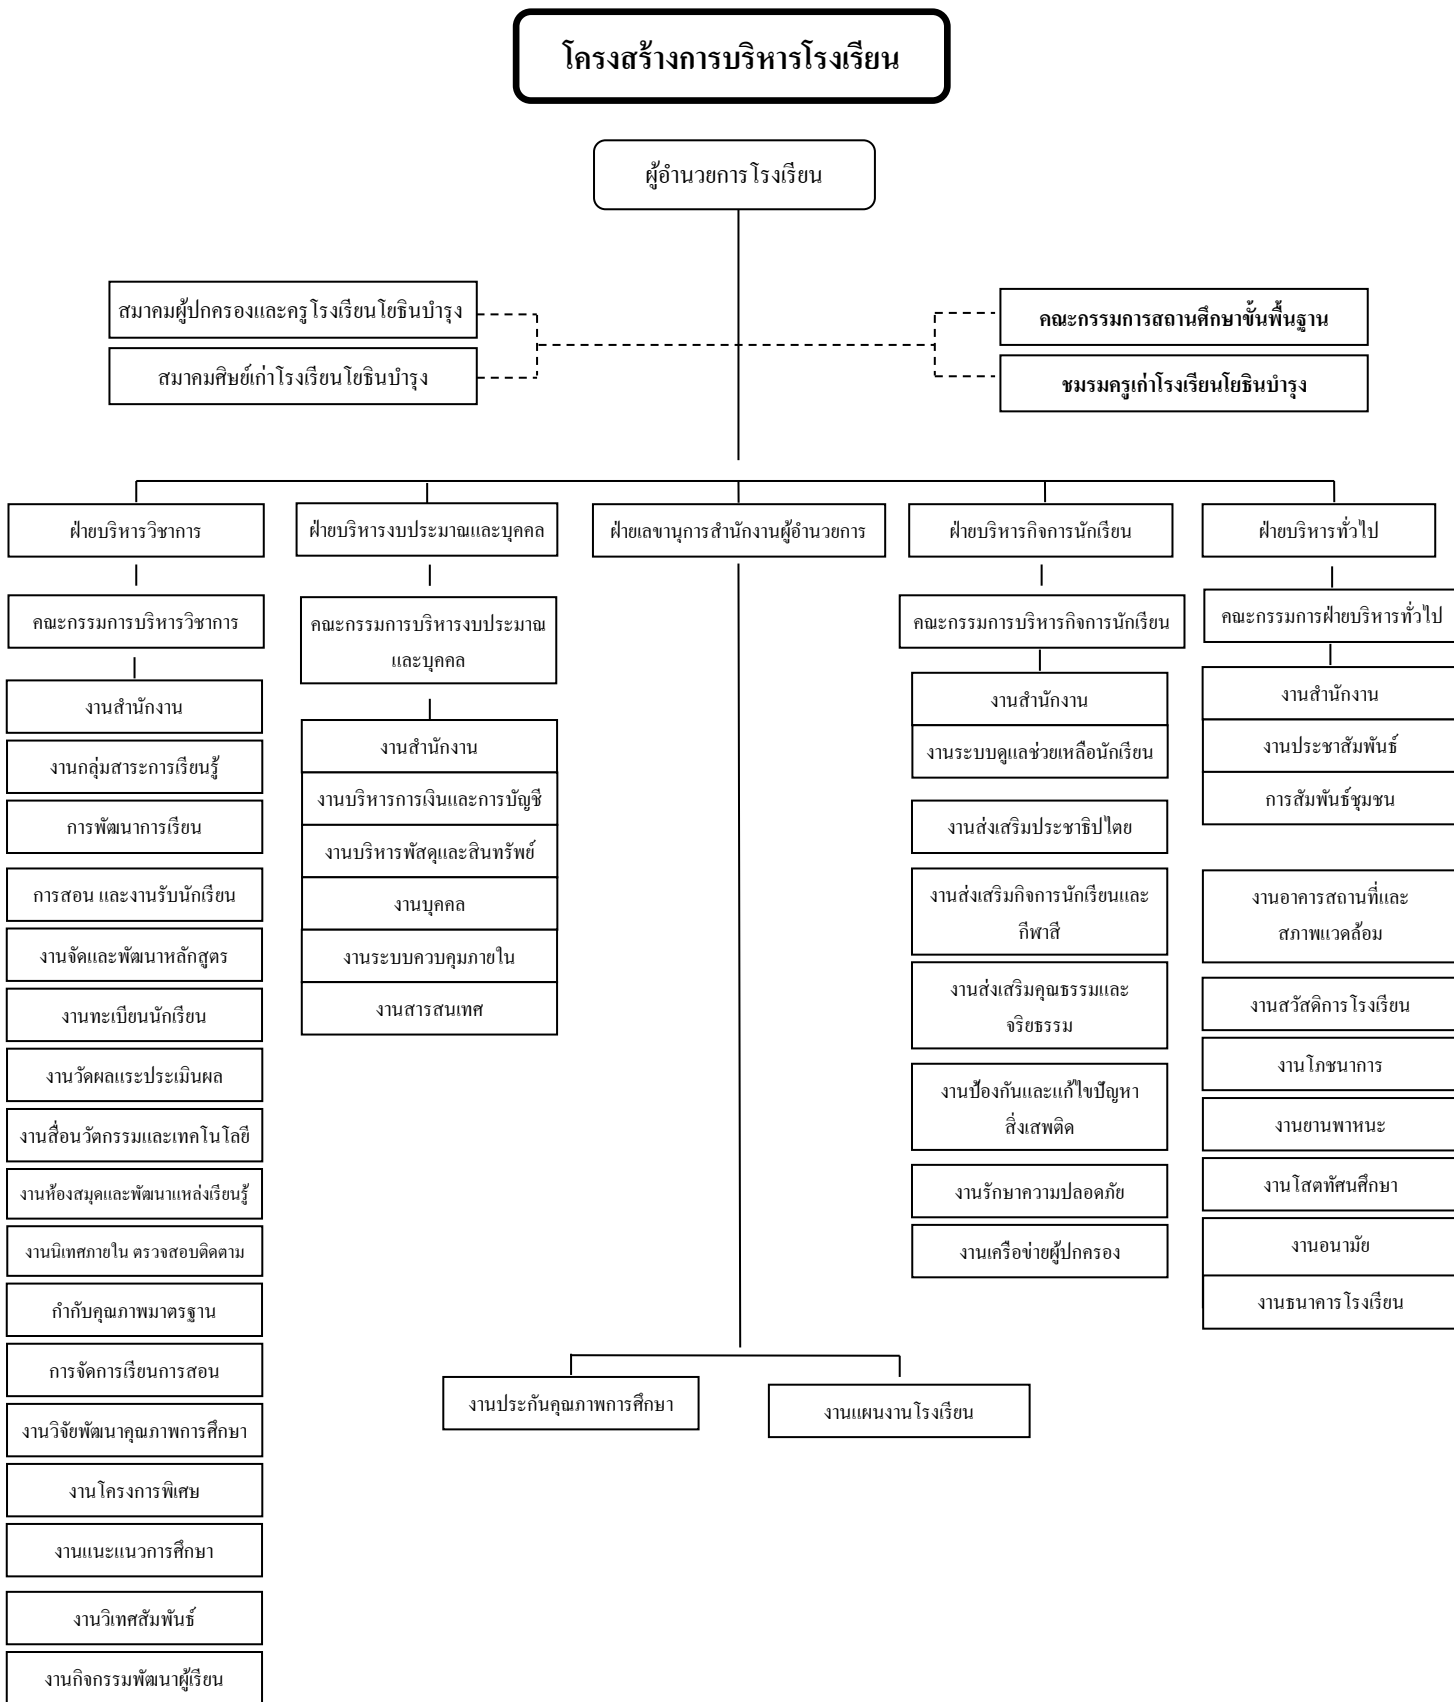 โครงสร้างการบริหารโรงเรียน
ผู้อำนวยการโรงเรียน
สมาคมผู้ปกครองและครูโรงเรียนโยธินบำรุง
สมาคมศิษย์เก่าโรงเรียนโยธินบำรุง
คณะกรรมการสถานศึกษาขั้นพื้นฐาน
ชมรมครูเก่าโรงเรียนโยธินบำรุง
ฝ่ายบริหารวิชาการ
คณะกรรมการบริหารวิชาการ
งานสำนักงาน
งานกลุ่มสาระการเรียนรู้
การพัฒนาการเรียน
การสอน และงานรับนักเรียน
งานจัดและพัฒนาหลักสูตร
งานทะเบียนนักเรียน
งานวัดผลแระประเมินผล
งานสื่อนวัตกรรมและเทคโนโลยี
งานห้องสมุดและพัฒนาแหล่งเรียนรู้
งานนิเทศภายใน ตรวจสอบติดตาม
กำกับคุณภาพมาตรฐาน
การจัดการเรียนการสอน
งานวิจัยพัฒนาคุณภาพการศึกษา
งานโครงการพิเศษ
งานแนะแนวการศึกษา
งานวิเทศสัมพันธ์
งานกิจกรรมพัฒนาผู้เรียน
ฝ่ายบริหารงบประมาณและบุคคล
คณะกรรมการบริหารงบประมาณ
และบุคคล
งานสำนักงาน
งานบริหารการเงินและการบัญชี
งานบริหารพัสดุและสินทรัพย์
งานบุคคล
งานระบบควบคุมภายใน
งานสารสนเทศ
ฝ่ายเลขานุการสำนักงานผู้อำนวยการ
งานประกันคุณภาพการศึกษา
งานแผนงานโรงเรียน
ฝ่ายบริหารกิจการนักเรียน
คณะกรรมการบริหารกิจการนักเรียน
งานสำนักงาน
งานระบบดูแลช่วยเหลือนักเรียน
งานส่งเสริมประชาธิปไตย
งานส่งเสริมกิจการนักเรียนและ
กีฬาสี
งานส่งเสริมคุณธรรมและ
จริยธรรม
งานป้องกันและแก้ไขปัญหา
สิ่งเสพติด
งานรักษาความปลอดภัย
งานเครือข่ายผู้ปกครอง
ฝ่ายบริหารทั่วไป
คณะกรรมการฝ่ายบริหารทั่วไป
งานสำนักงาน
งานประชาสัมพันธ์
การสัมพันธ์ชุมชน
งานอาคารสถานที่และ
สภาพแวดล้อม
งานสวัสดิการโรงเรียน
งานโภชนาการ
งานยานพาหนะ
งานโสตทัศนศึกษา
งานอนามัย
งานธนาคารโรงเรียน